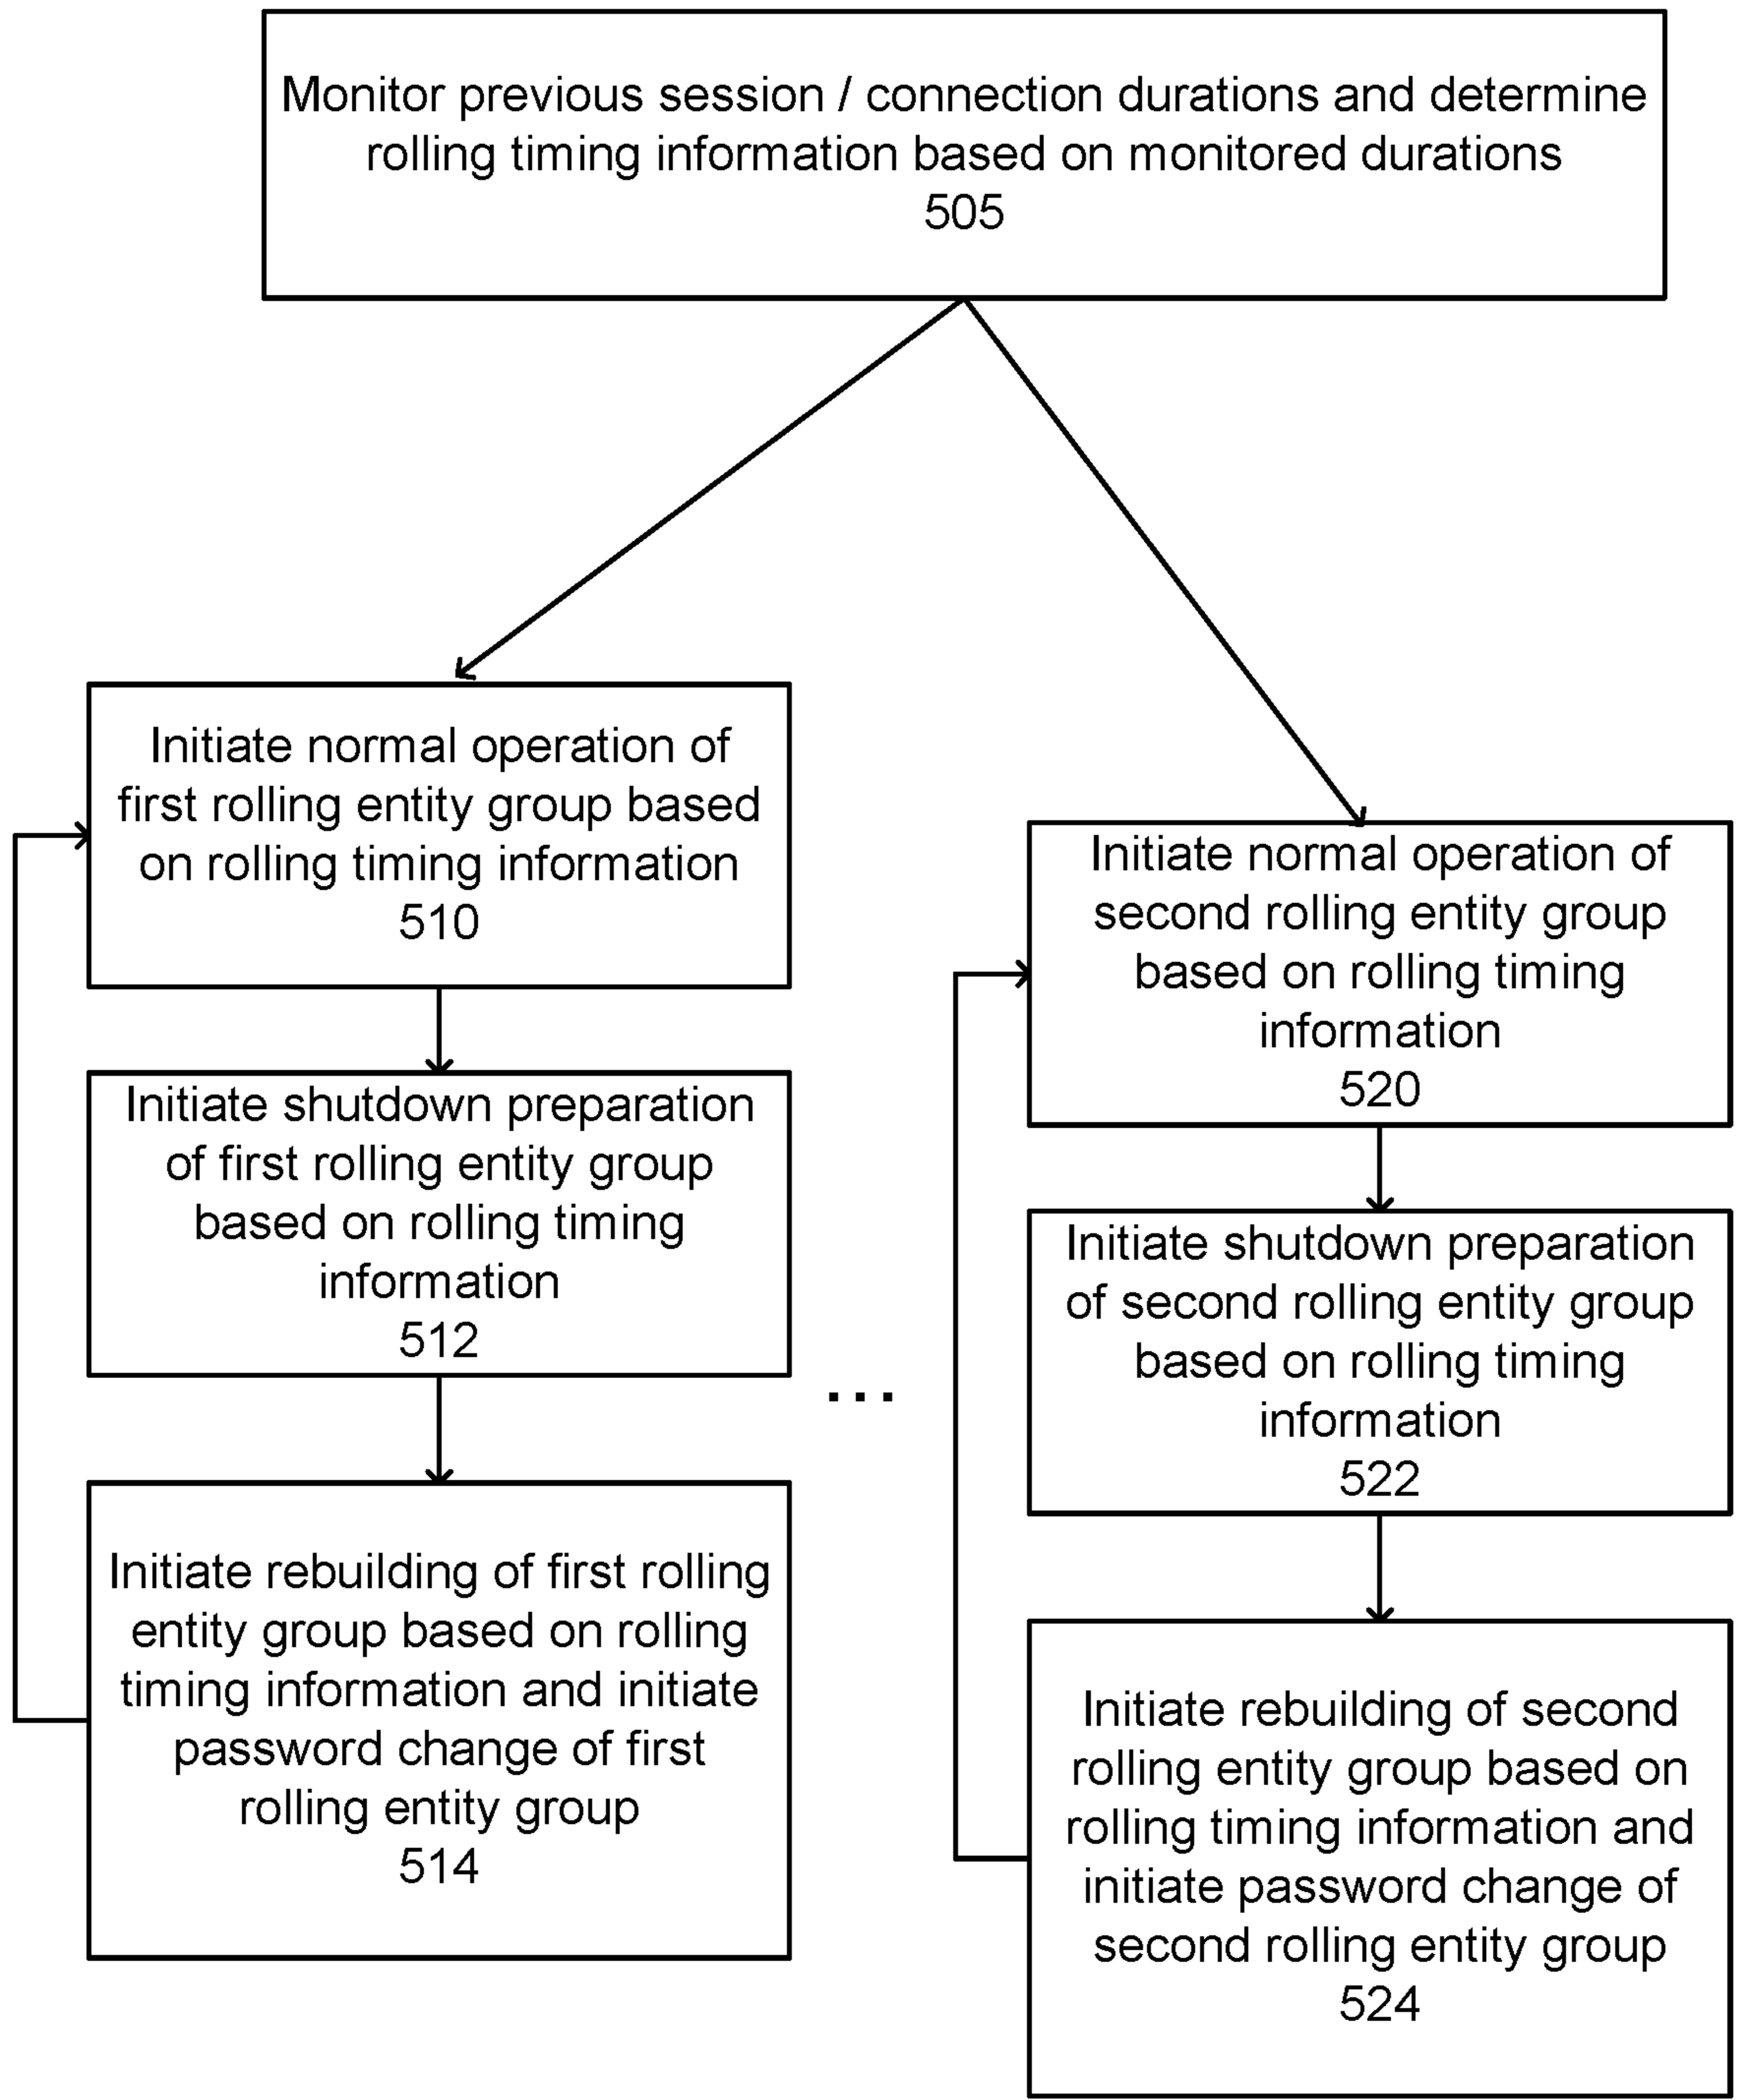 Monitor previous session / connection durations and determine
rolling timing information based on monitored durations
505
Initiate normal operation of
first rolling entity group based
on rolling timing information
510
Initiate shutdown preparation
of first rolling entity group
based on rolling timing
information
512
Initiate rebuilding of first rolling
entity group based on rolling
timing information and initiate
password change of first
rolling entity group
514
...
Initiate normal operation of
second rolling entity group
based on rolling timing
information
520
Initiate shutdown preparation
of second rolling entity group
based on rolling timing
information
522
Initiate rebuilding of second
rolling entity group based on
rolling timing information and
initiate password change of
second rolling entity group
524